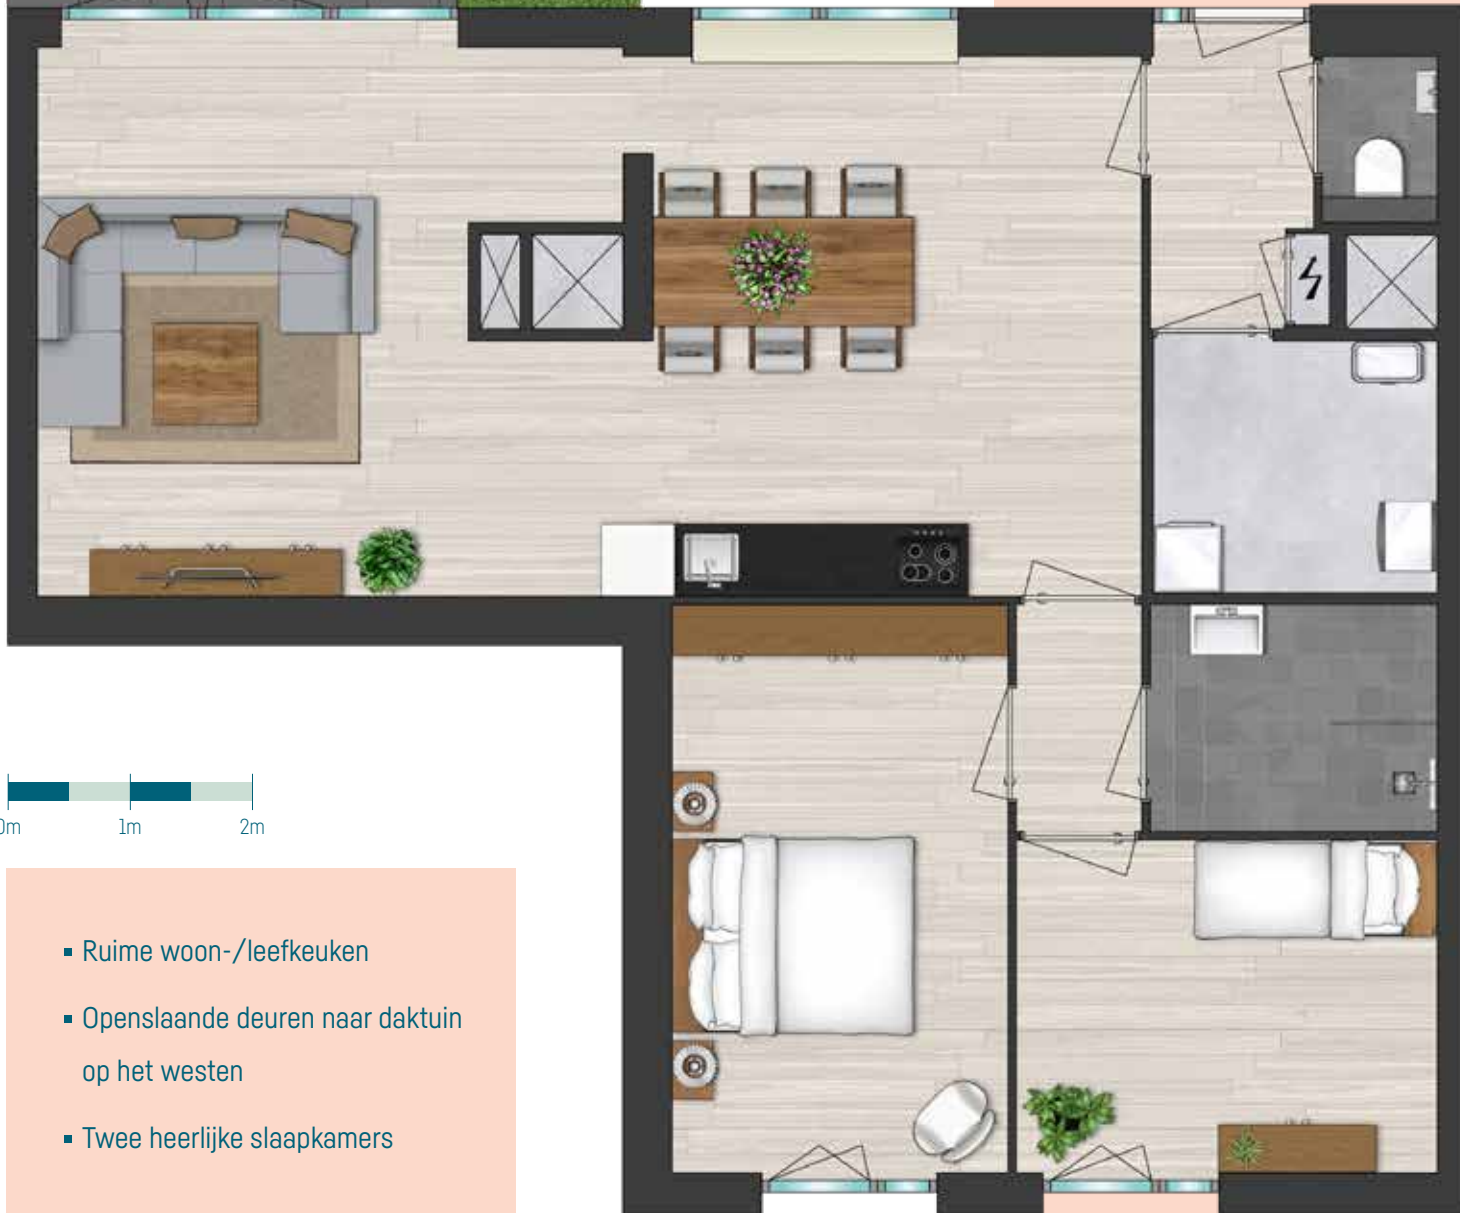 0m 1m 2m
▪ Ruime woon-/leefkeuken
▪ Openslaande deuren naar daktuin
op het westen
▪ Twee heerlijke slaapkamers